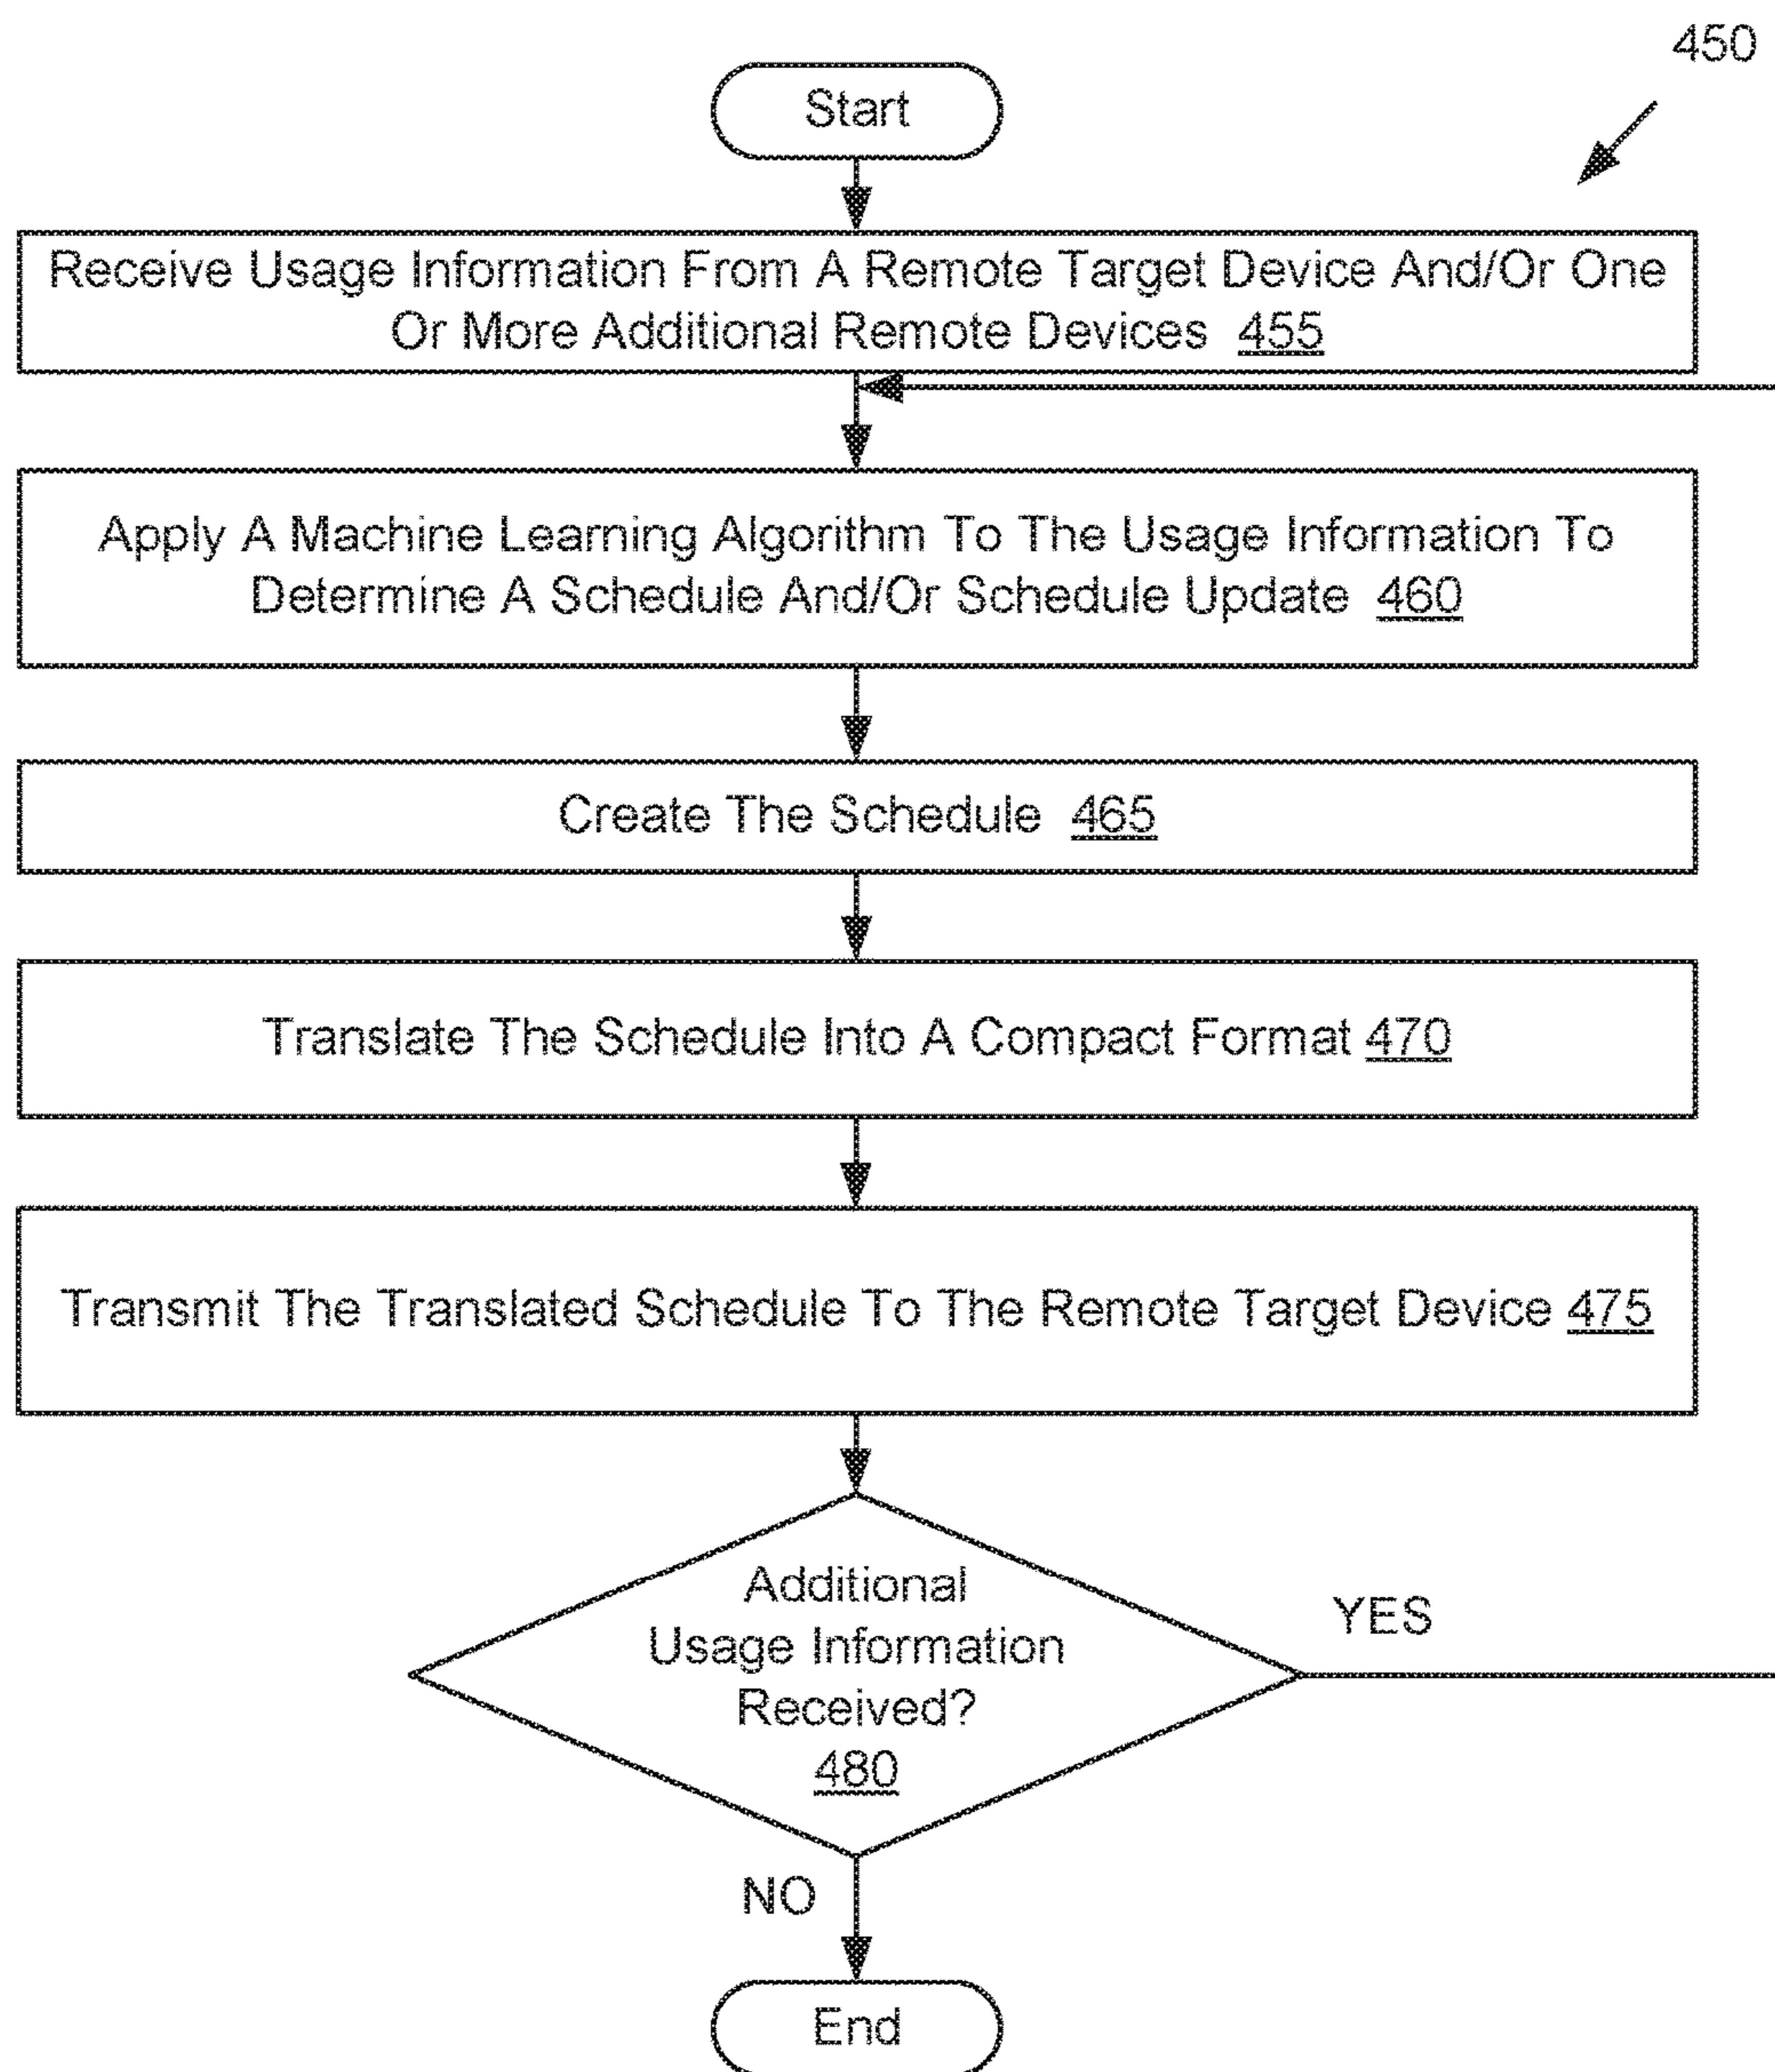 450
Start
Receive Usage Information From A Remote Target Device And/Or One
Or More Additional Remote Devices 455
Apply A Machine Learning Algorithm To The Usage Information To
Determine A Schedule And/Or Schedule Update 460
Create The Schedule 465
Translate The Schedule Into A Compact Format 470
Transmit The Translated Schedule To The Remote Target Device 475
Additional
Usage Information
Received?
480
YES
NO
End